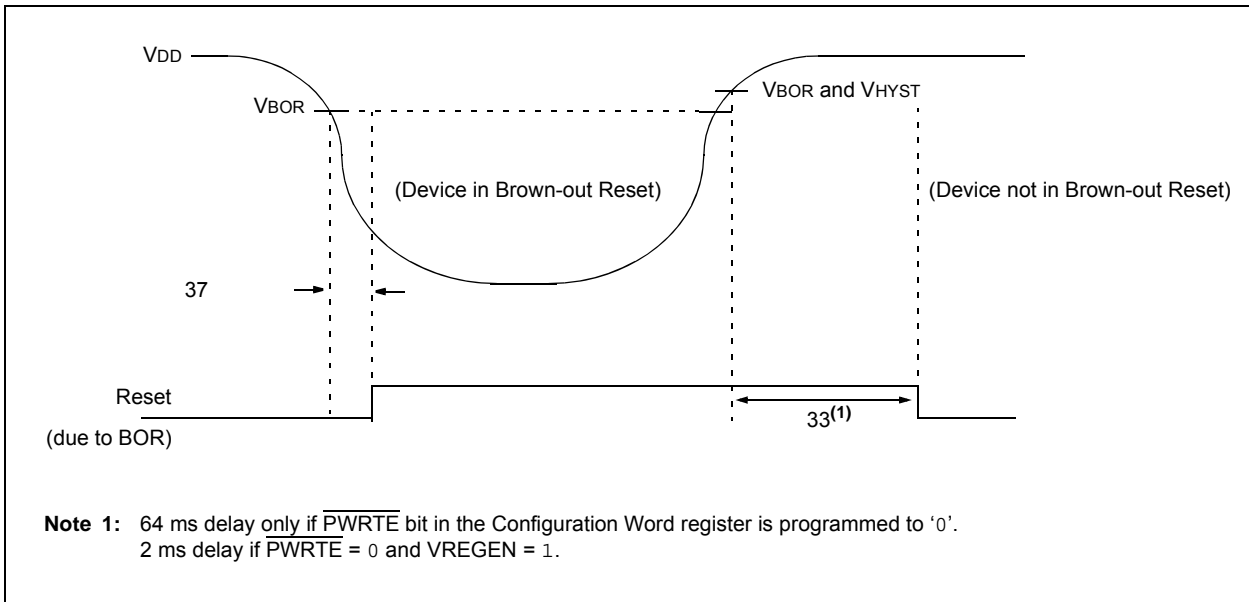 VDD
VBOR
VBOR and VHYST
(Device in Brown-out Reset)
(Device not in Brown-out Reset)
37
Reset
(due to BOR)
33(1)
Note 1: 64 ms delay only if PWRTE bit in the Configuration Word register is programmed to ‘0’.
2 ms delay if PWRTE = 0 and VREGEN = 1.